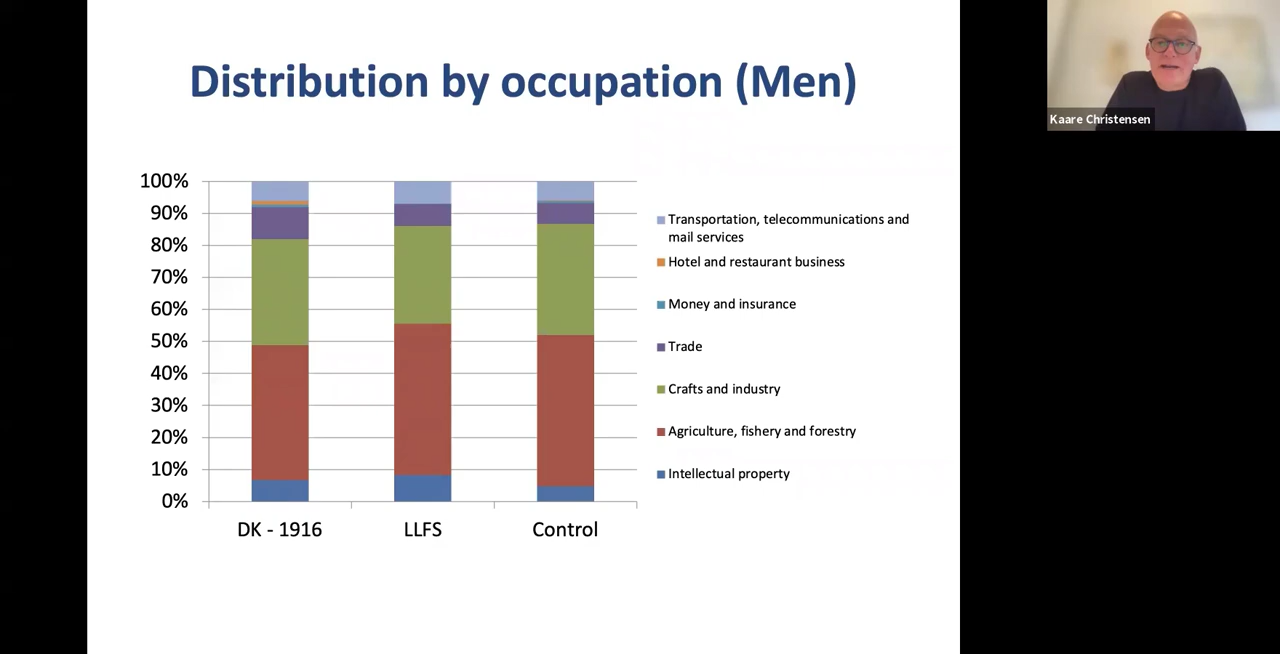 Distribution by occupation (Men)
Kaare Christensen
100%
90%
80%
70%
60%
50%
40%
30%
20%
10%
0%
DK - 1916
LLFS
Control
Transportation, telecommunications and
mail services
Hotel and restaurant business
Money and insurance
Trade
Crafts and industry
Agriculture, fishery and forestry
Intellectual property